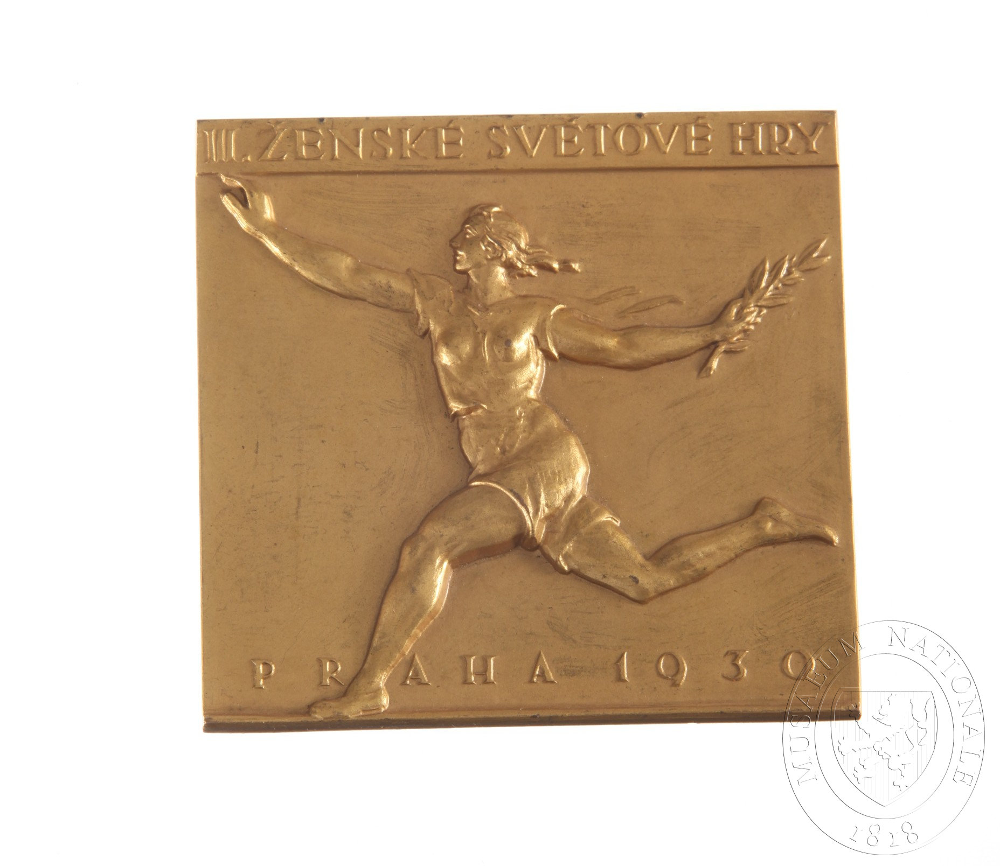 III. ŽENSKÉ SVĚTOVÉ HRY
PRAHA 1930
MUSAEUM NATIONALE
1818